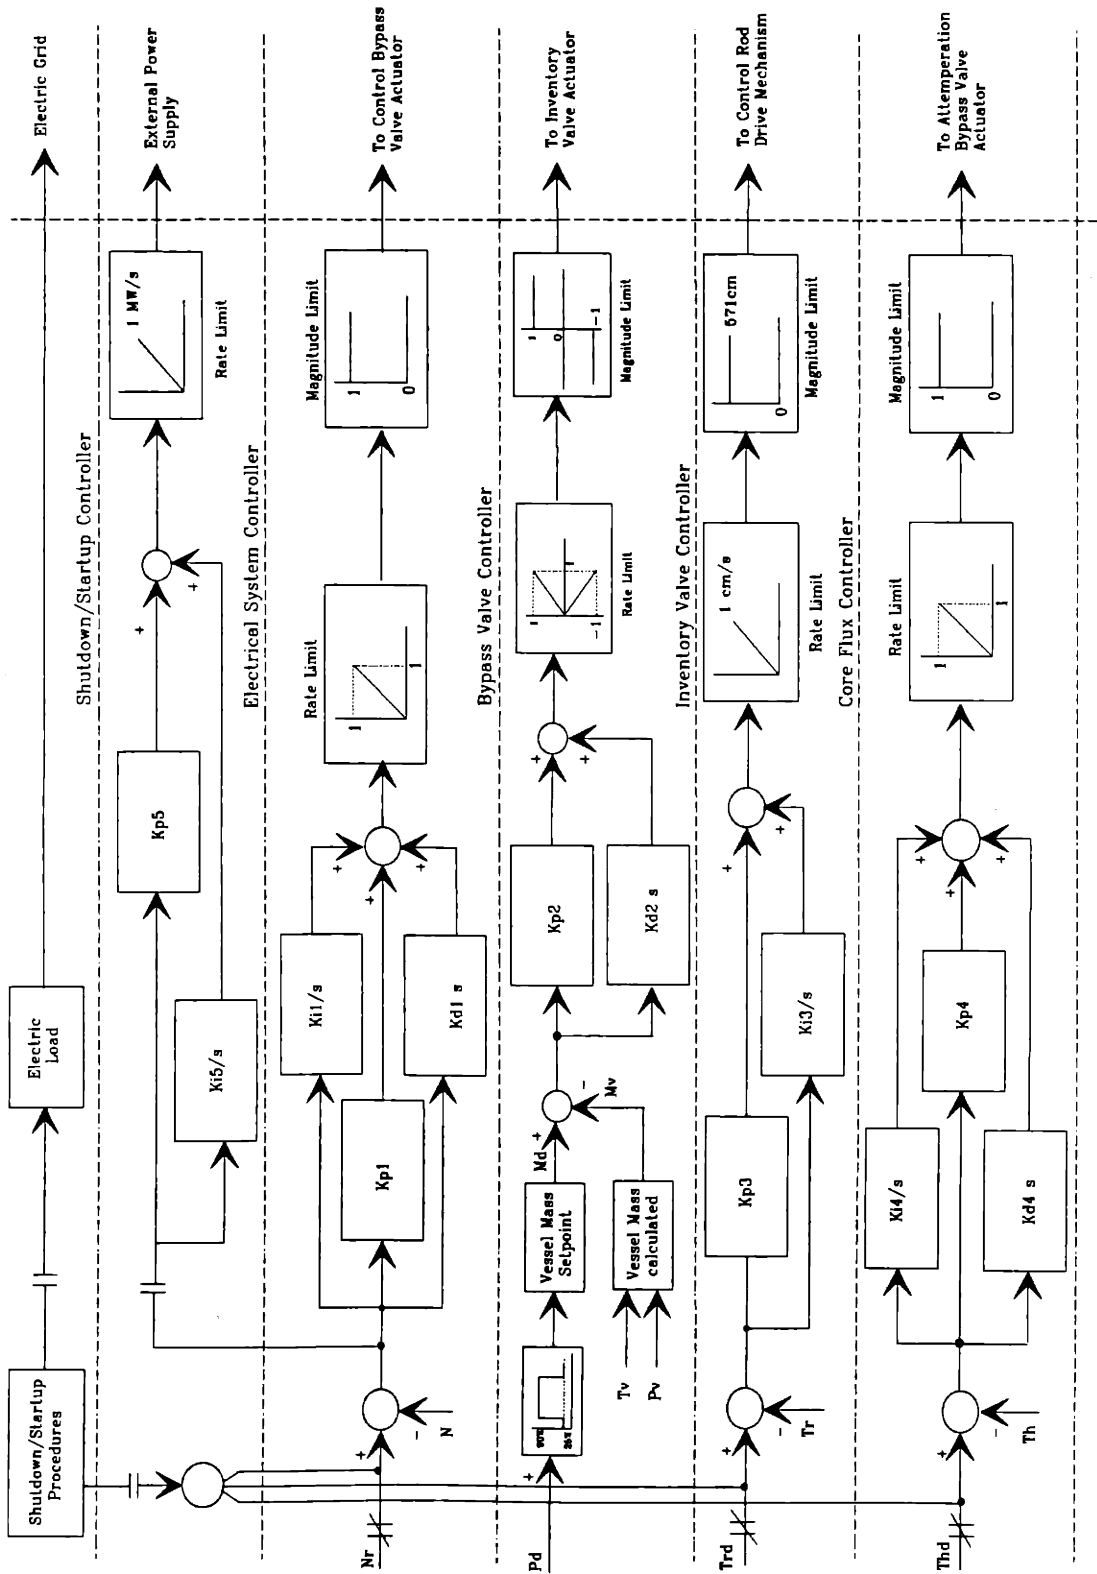 Shutdown/Startup
Procedures
Electric
Load
Electric Grid
Shutdown/Startup Controller
Kp5
Ki5/s
+
+
1 MW/s
Rate Limit
External Power
Supply
Electrical System Controller
Nr
+
-
N
Ki1/s
Kp1
Kd1 s
+
+
+
Rate Limit
1
1
Magnitude Limit
1
0
To Control Bypass
Valve Actuator
Bypass Valve Controller
Pd
+
Vessel Mass
Setpoint
Tv
Pv
Vessel Mass
calculated
Md
+
Mv
-
Kp2
Kd2 s
+
+
1
1
-1
Rate Limit
1
0
-1
Magnitude Limit
To Inventory
Valve Actuator
Inventory Valve Controller
Trd
+
-
Tr
Kp3
Ki3/s
+
+
1 cm/s
Rate Limit
0
Magnitude Limit
To Control Rod
Drive Mechanism
Core Flux Controller
Thd
+
-
Th
Ki4/s
Kp4
Kd4 s
+
+
+
Rate Limit
1
1
Magnitude Limit
1
0
To Attemperation
Bypass Valve
Actuator